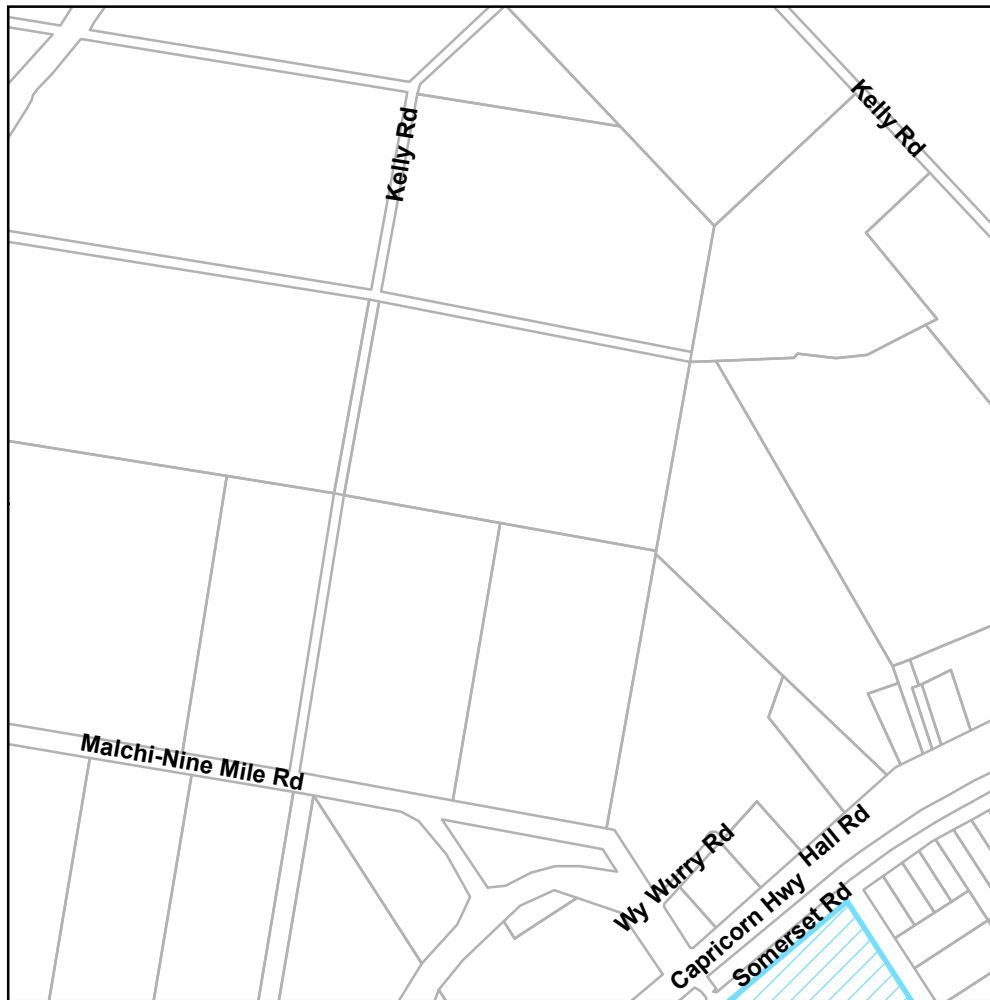 Kelly Rd
Kelly Rd
Malchi-Nine Mile Rd
Wy Wurry Rd
Hall Rd
Capricorn Hwy
Somerset Rd